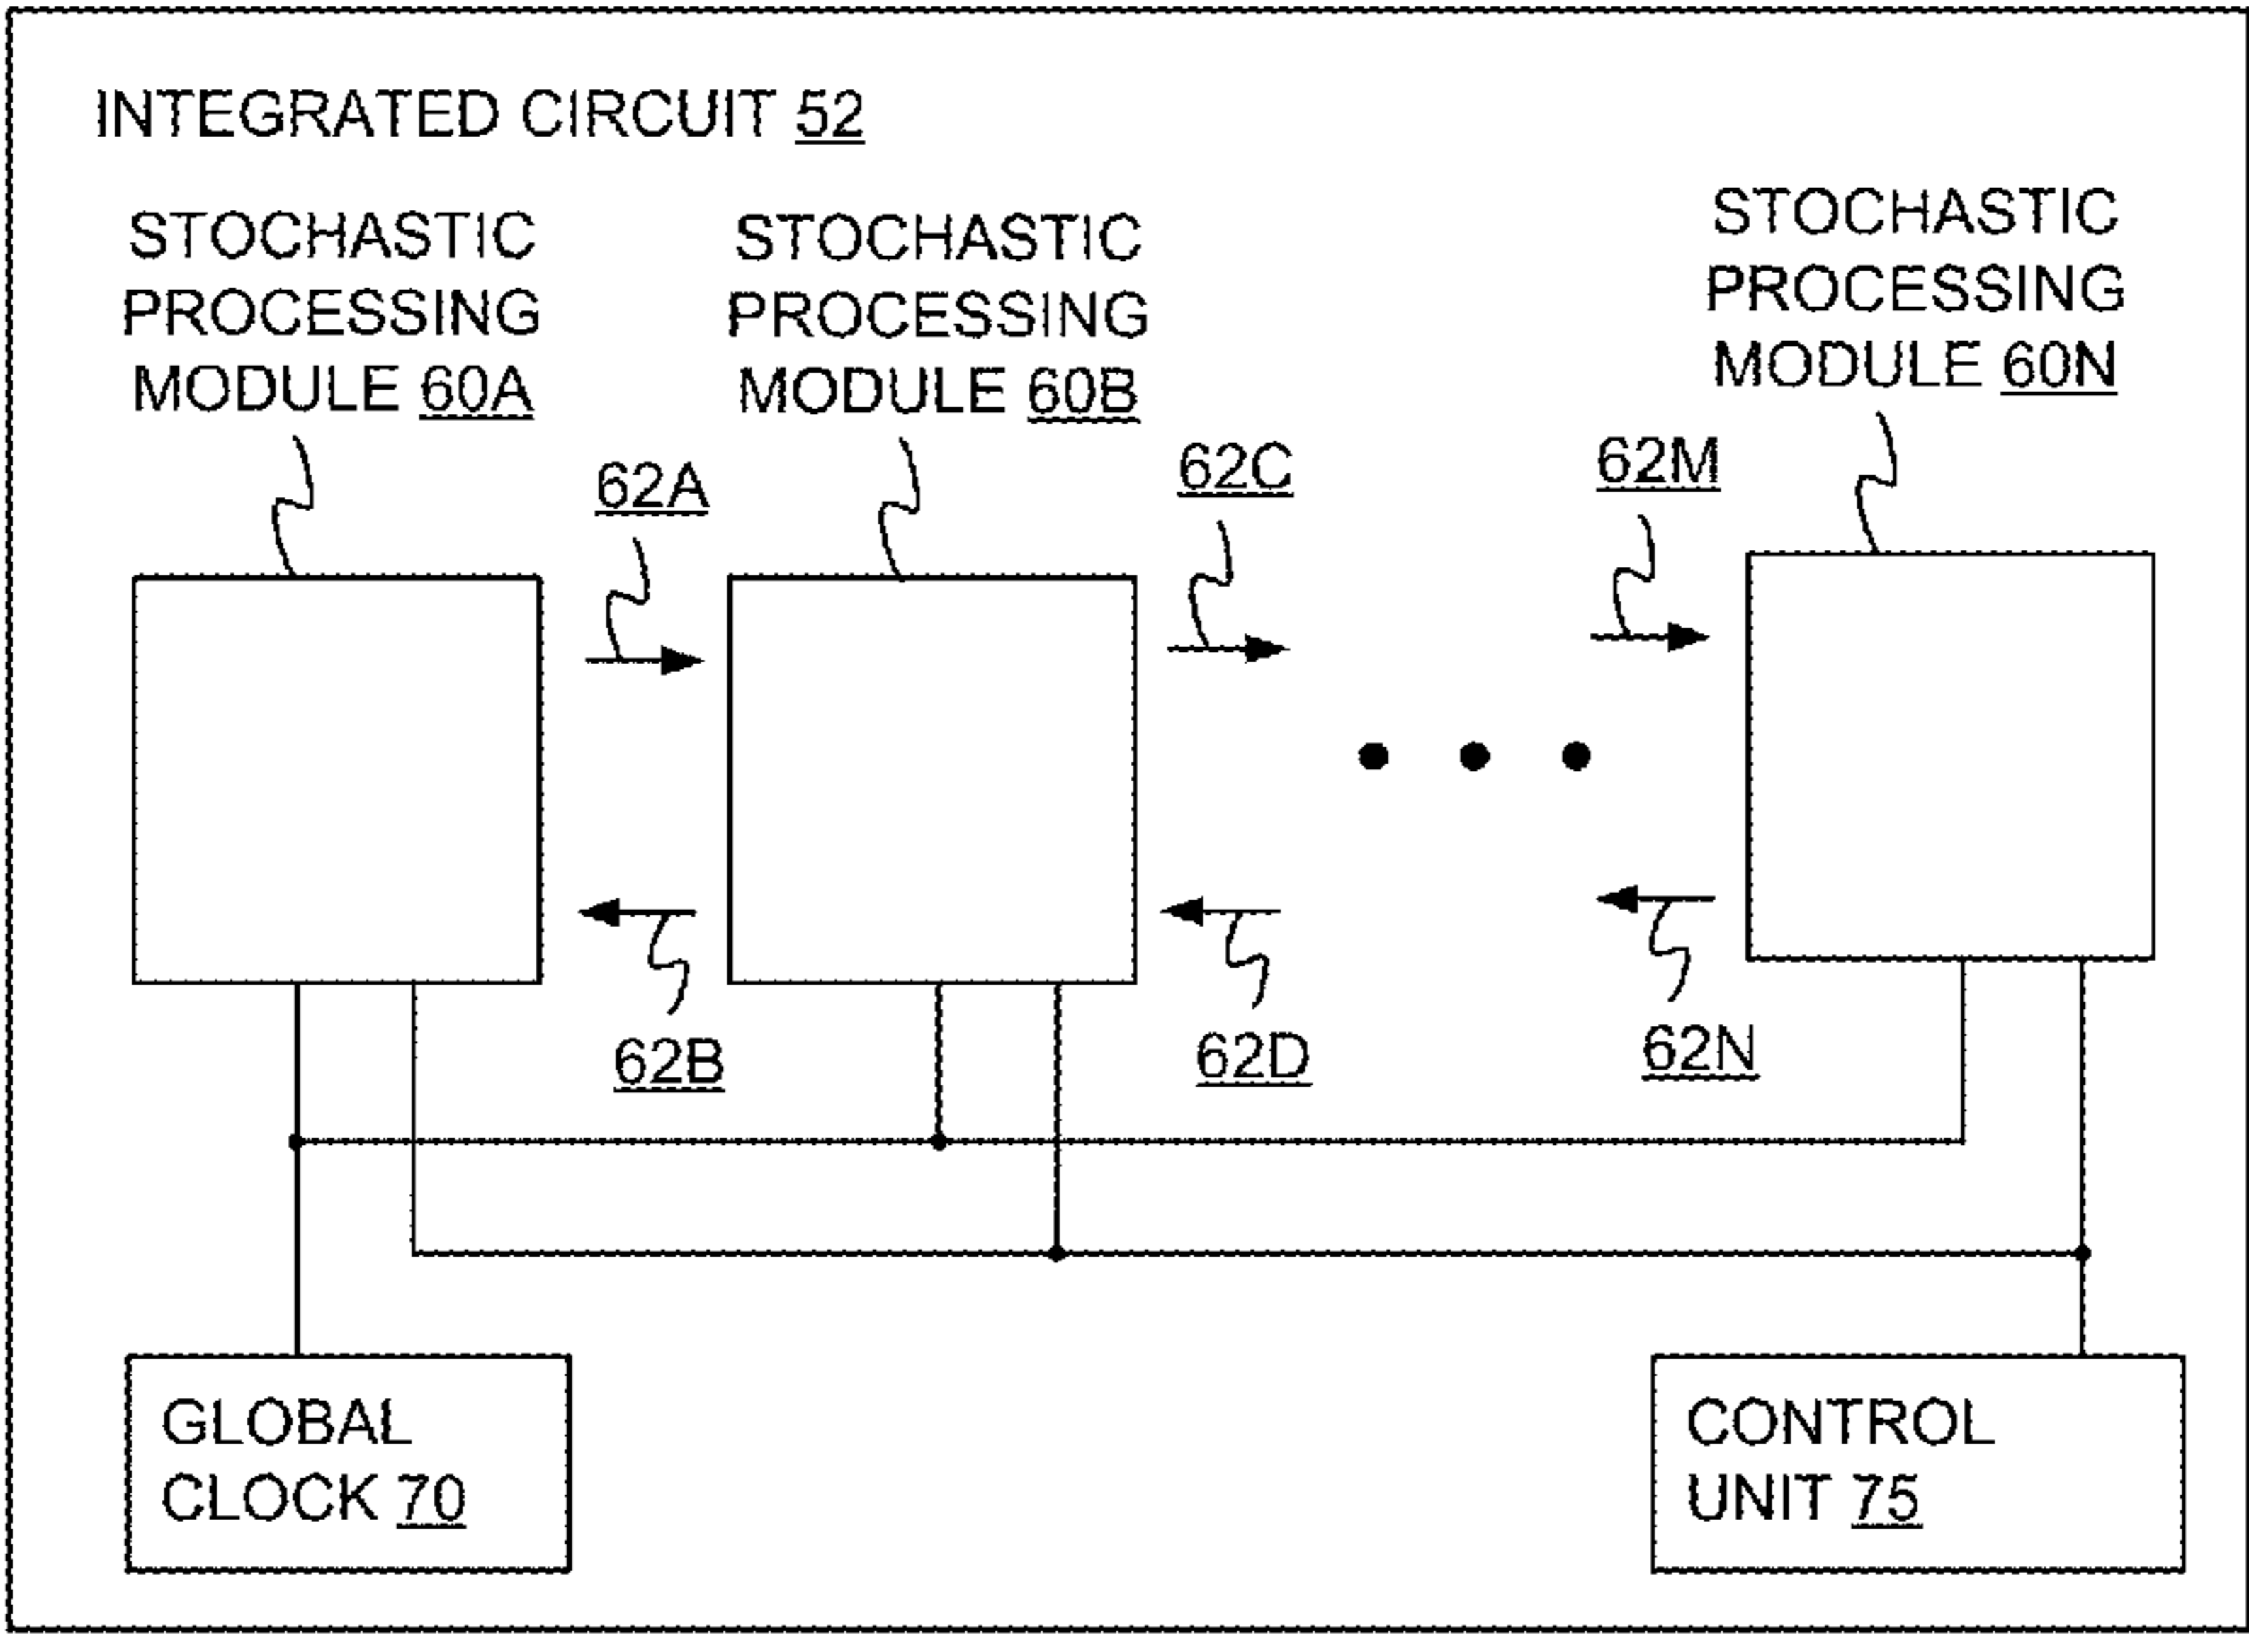 INTEGRATED CIRCUIT 52
STOCHASTIC
PROCESSING
MODULE 60A
STOCHASTIC
PROCESSING
MODULE 60B
STOCHASTIC
PROCESSING
MODULE 60N
62A
62C
62M
62B
62D
62N
GLOBAL
CLOCK 70
CONTROL
UNIT 75